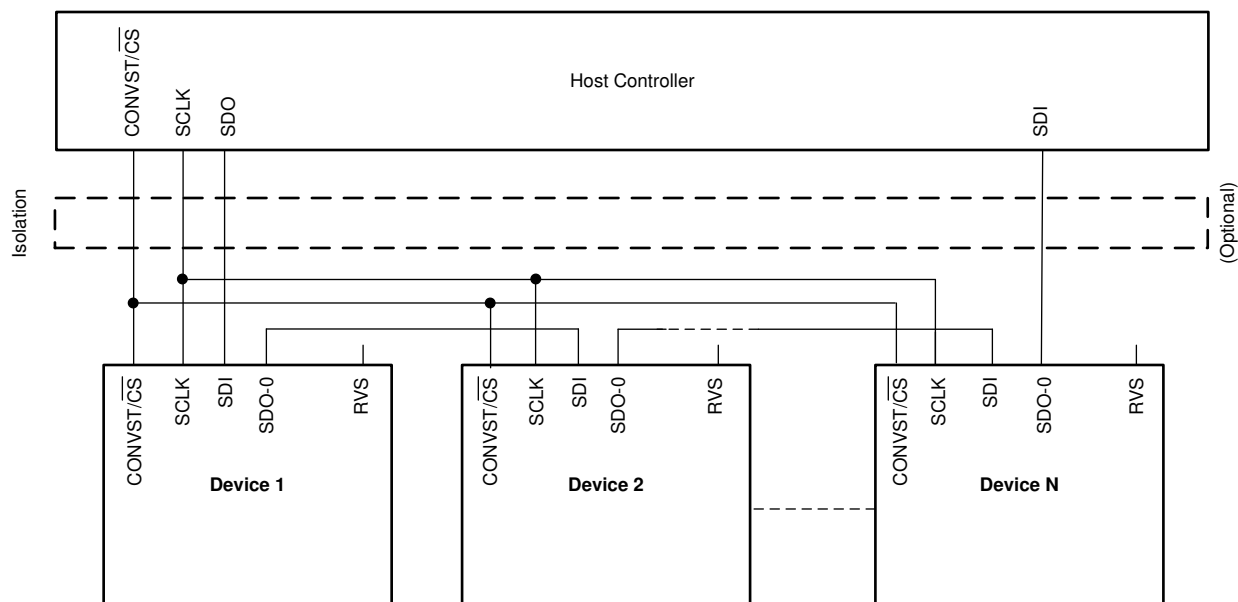 Host Controller
CONVST/CS
SCLK
SDO
SDI
Isolation
(Optional)
CONVST/CS
SCLK
SDI
SDO-0
RVS
Device 1
CONVST/CS
SCLK
SDI
SDO-0
RVS
Device 2
CONVST/CS
SCLK
SDI
SDO-0
RVS
Device N